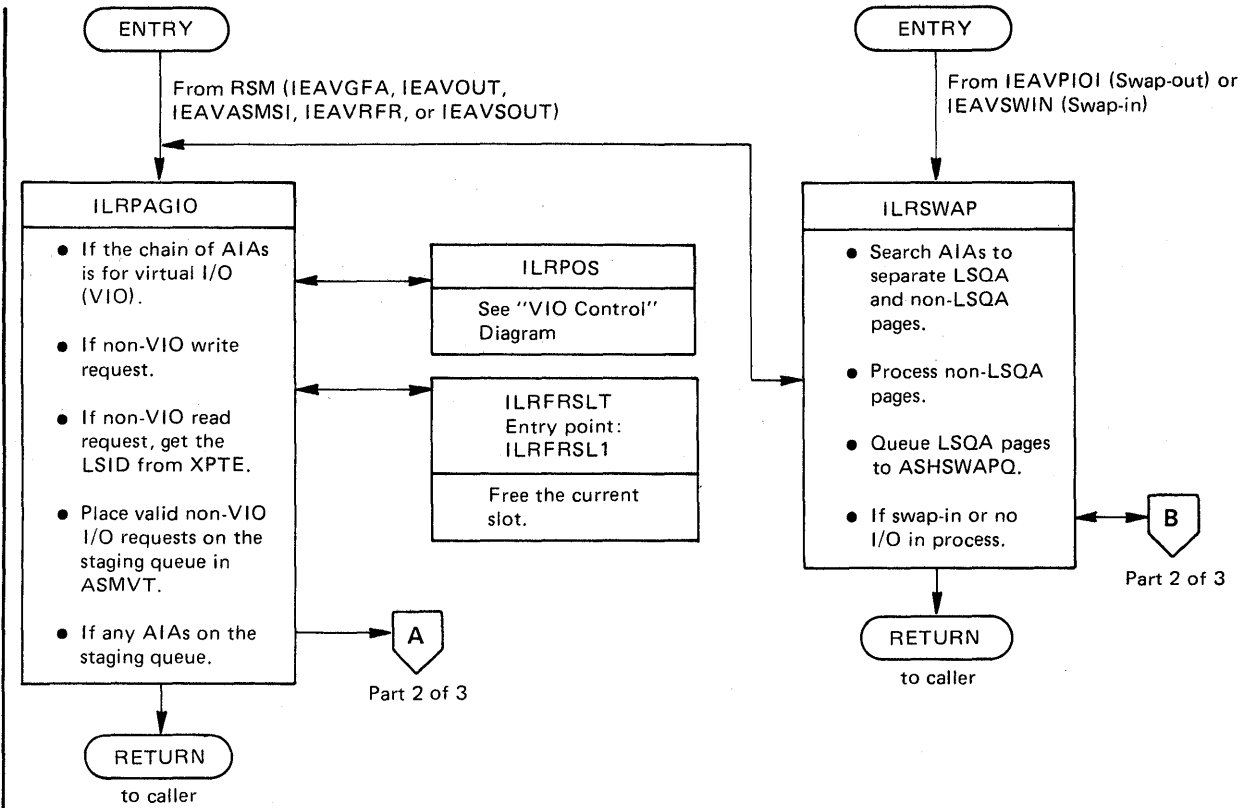 ENTRY
From RSM (IEAVGFA, IEAVOUT,
IEAVASMSI, IEAVRFR, or IEAVSOUT)
ILRPAGIO
● If the chain of AIAs
is for virtual I/O
(VIO).
● If non-VIO write
request.
● If non-VIO read
request, get the
LSID from XPTE.
● Place valid non-VIO
I/O requests on the
staging queue in
ASMVT.
● If any AIAs on the
staging queue.
RETURN
to caller
ILRPOS
See "VIO Control"
Diagram
ILRFRSLT
Entry point:
ILRFRSL1
Free the current
slot.
A
Part 2 of 3
ENTRY
From IEAVPIOI (Swap-out) or
IEAVSWIN (Swap-in)
ILRSWAP
● Search AIAs to
separate LSQA
and non-LSQA
pages.
● Process non-LSQA
pages.
● Queue LSQA pages
to ASHSWAPQ.
● If swap-in or no
I/O in process.
B
Part 2 of 3
RETURN
to caller